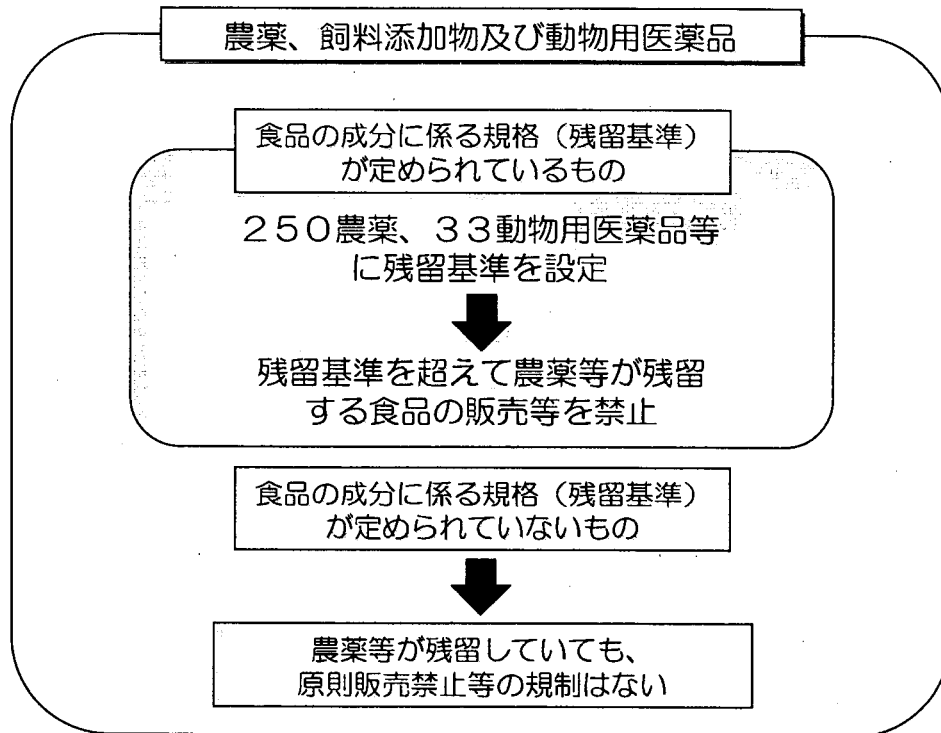 農薬、飼料添加物及び動物用医薬品
食品の成分に係る規格（残留基準）
が定められているもの
２５０農薬、３３動物用医薬品等
に残留基準を設定
残留基準を超えて農薬等が残留
する食品の販売等を禁止
食品の成分に係る規格（残留基準）
が定められていないもの
農薬等が残留していても、
原則販売禁止等の規制はない